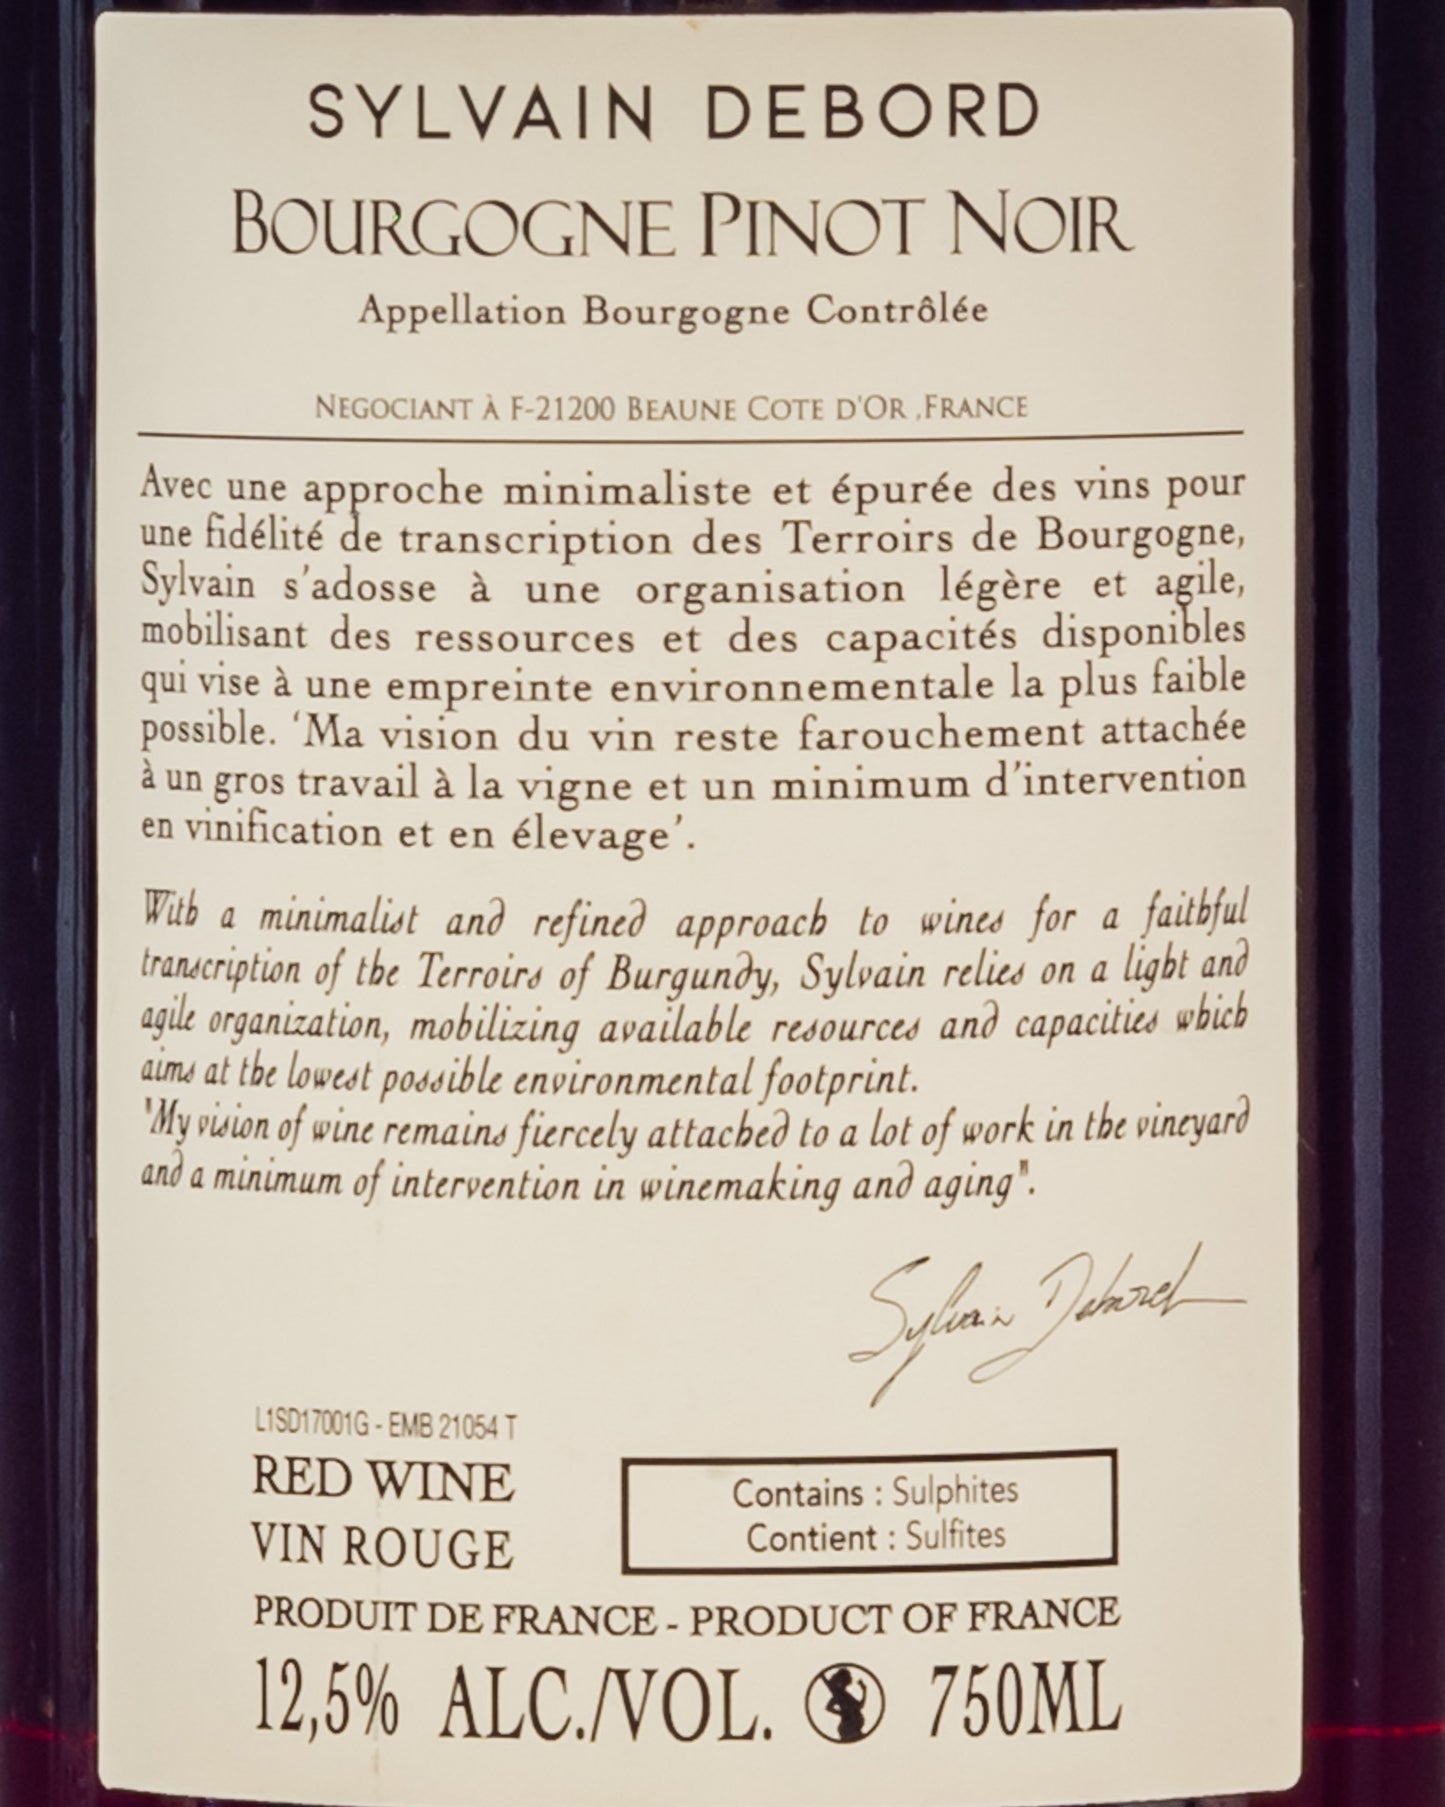 SYLVAIN DEBORD
BOURGOGNE PINOT NOIR
Appellation Bourgogne Contrôlée
NEGOCIANT À F-21200 BEAUNE COTE D'OR ,FRANCE
Avec une approche minimaliste et épurée des vins pour
une fidélité de transcription des Terroirs de Bourgogne,
Sylvain s'adosse à une organisation légère et agile,
mobilisant des ressources et des capacités disponibles
qui vise à une empreinte environnementale la plus faible
possible. ‘Ma vision du vin reste farouchement attachée
à un gros travail à la vigne et un minimum d’intervention
en vinification et en élevage’.
With a minimalist and refined approach to wines for a faithful
transcription of the Terroirs of Burgundy, Sylvain relies on a light and
agile organization, mobilizing available resources and capacities which
aims at the lowest possible environmental footprint.
"My vision of wine remains fiercely attached to a lot of work in the vineyard
and a minimum of intervention in winemaking and aging".
Sylvain Debord
L1SD17001G - EMB 21054 T
RED WINE
VIN ROUGE
Contains : Sulphites
Contient : Sulfites
PRODUIT DE FRANCE - PRODUCT OF FRANCE
12,5% ALC./VOL. 750ML